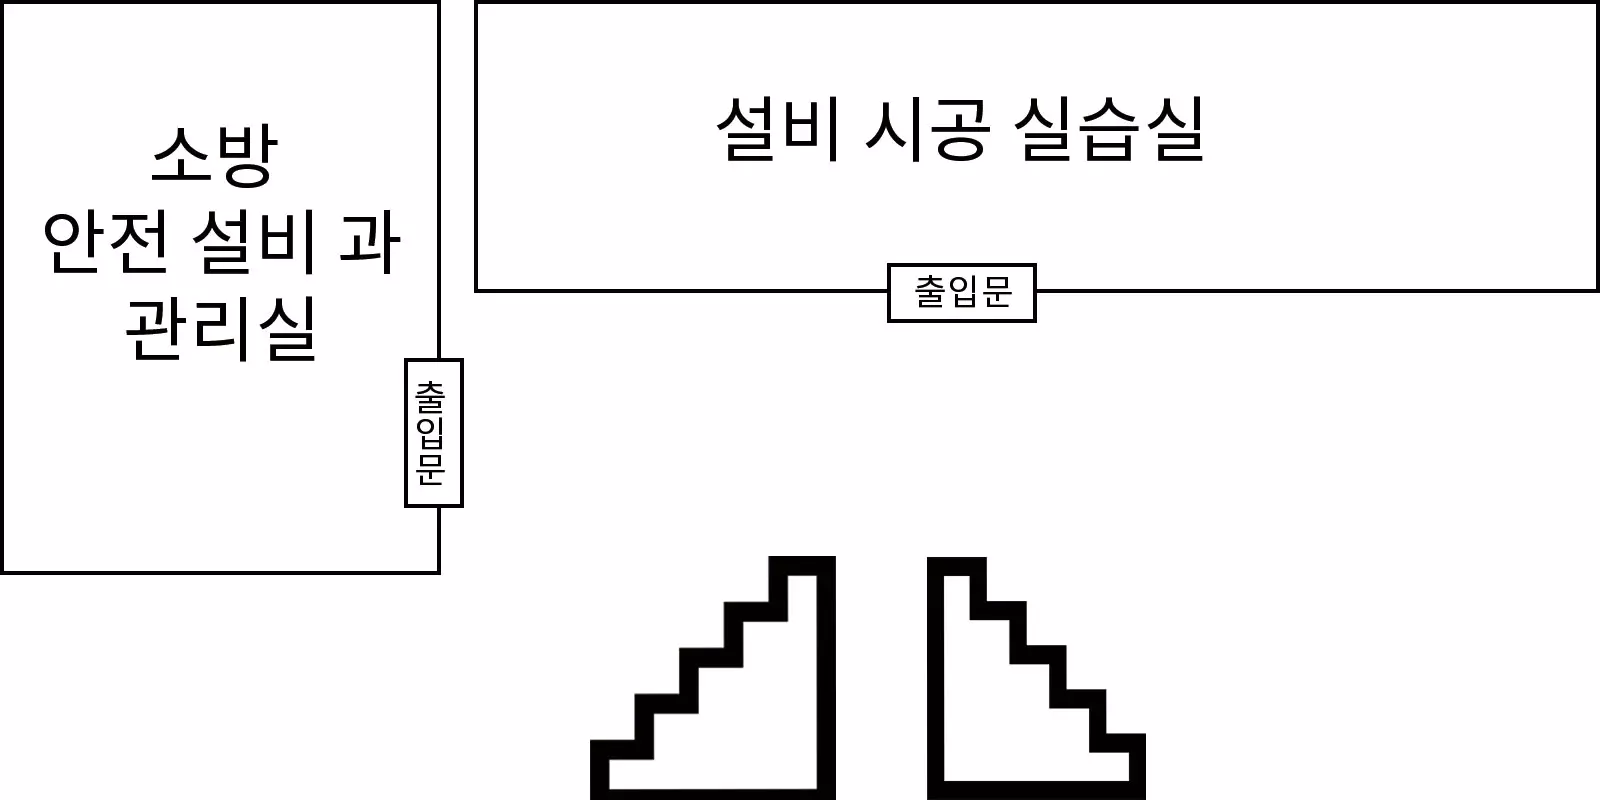 소방
안전 설비 과
관리실
출입문
설비 시공 실습실
출입문